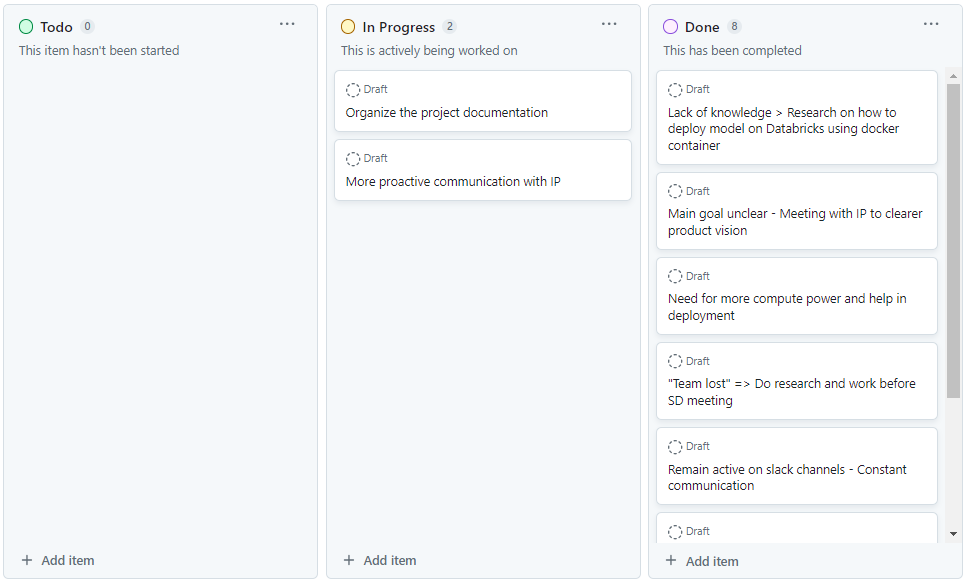 Todo 0
This item hasn't been started
+ Add item
In Progress 2
This is actively being worked on
Draft
Organize the project documentation
Draft
More proactive communication with IP
+ Add item
Done 8
This has been completed
Draft
Lack of knowledge > Research on how to
deploy model on Databricks using docker
container
Draft
Main goal unclear - Meeting with IP to clearer
product vision
Draft
Need for more compute power and help in
deployment
Draft
"Team lost" => Do research and work before
SD meeting
Draft
Remain active on slack channels - Constant
communication
Draft
+ Add item